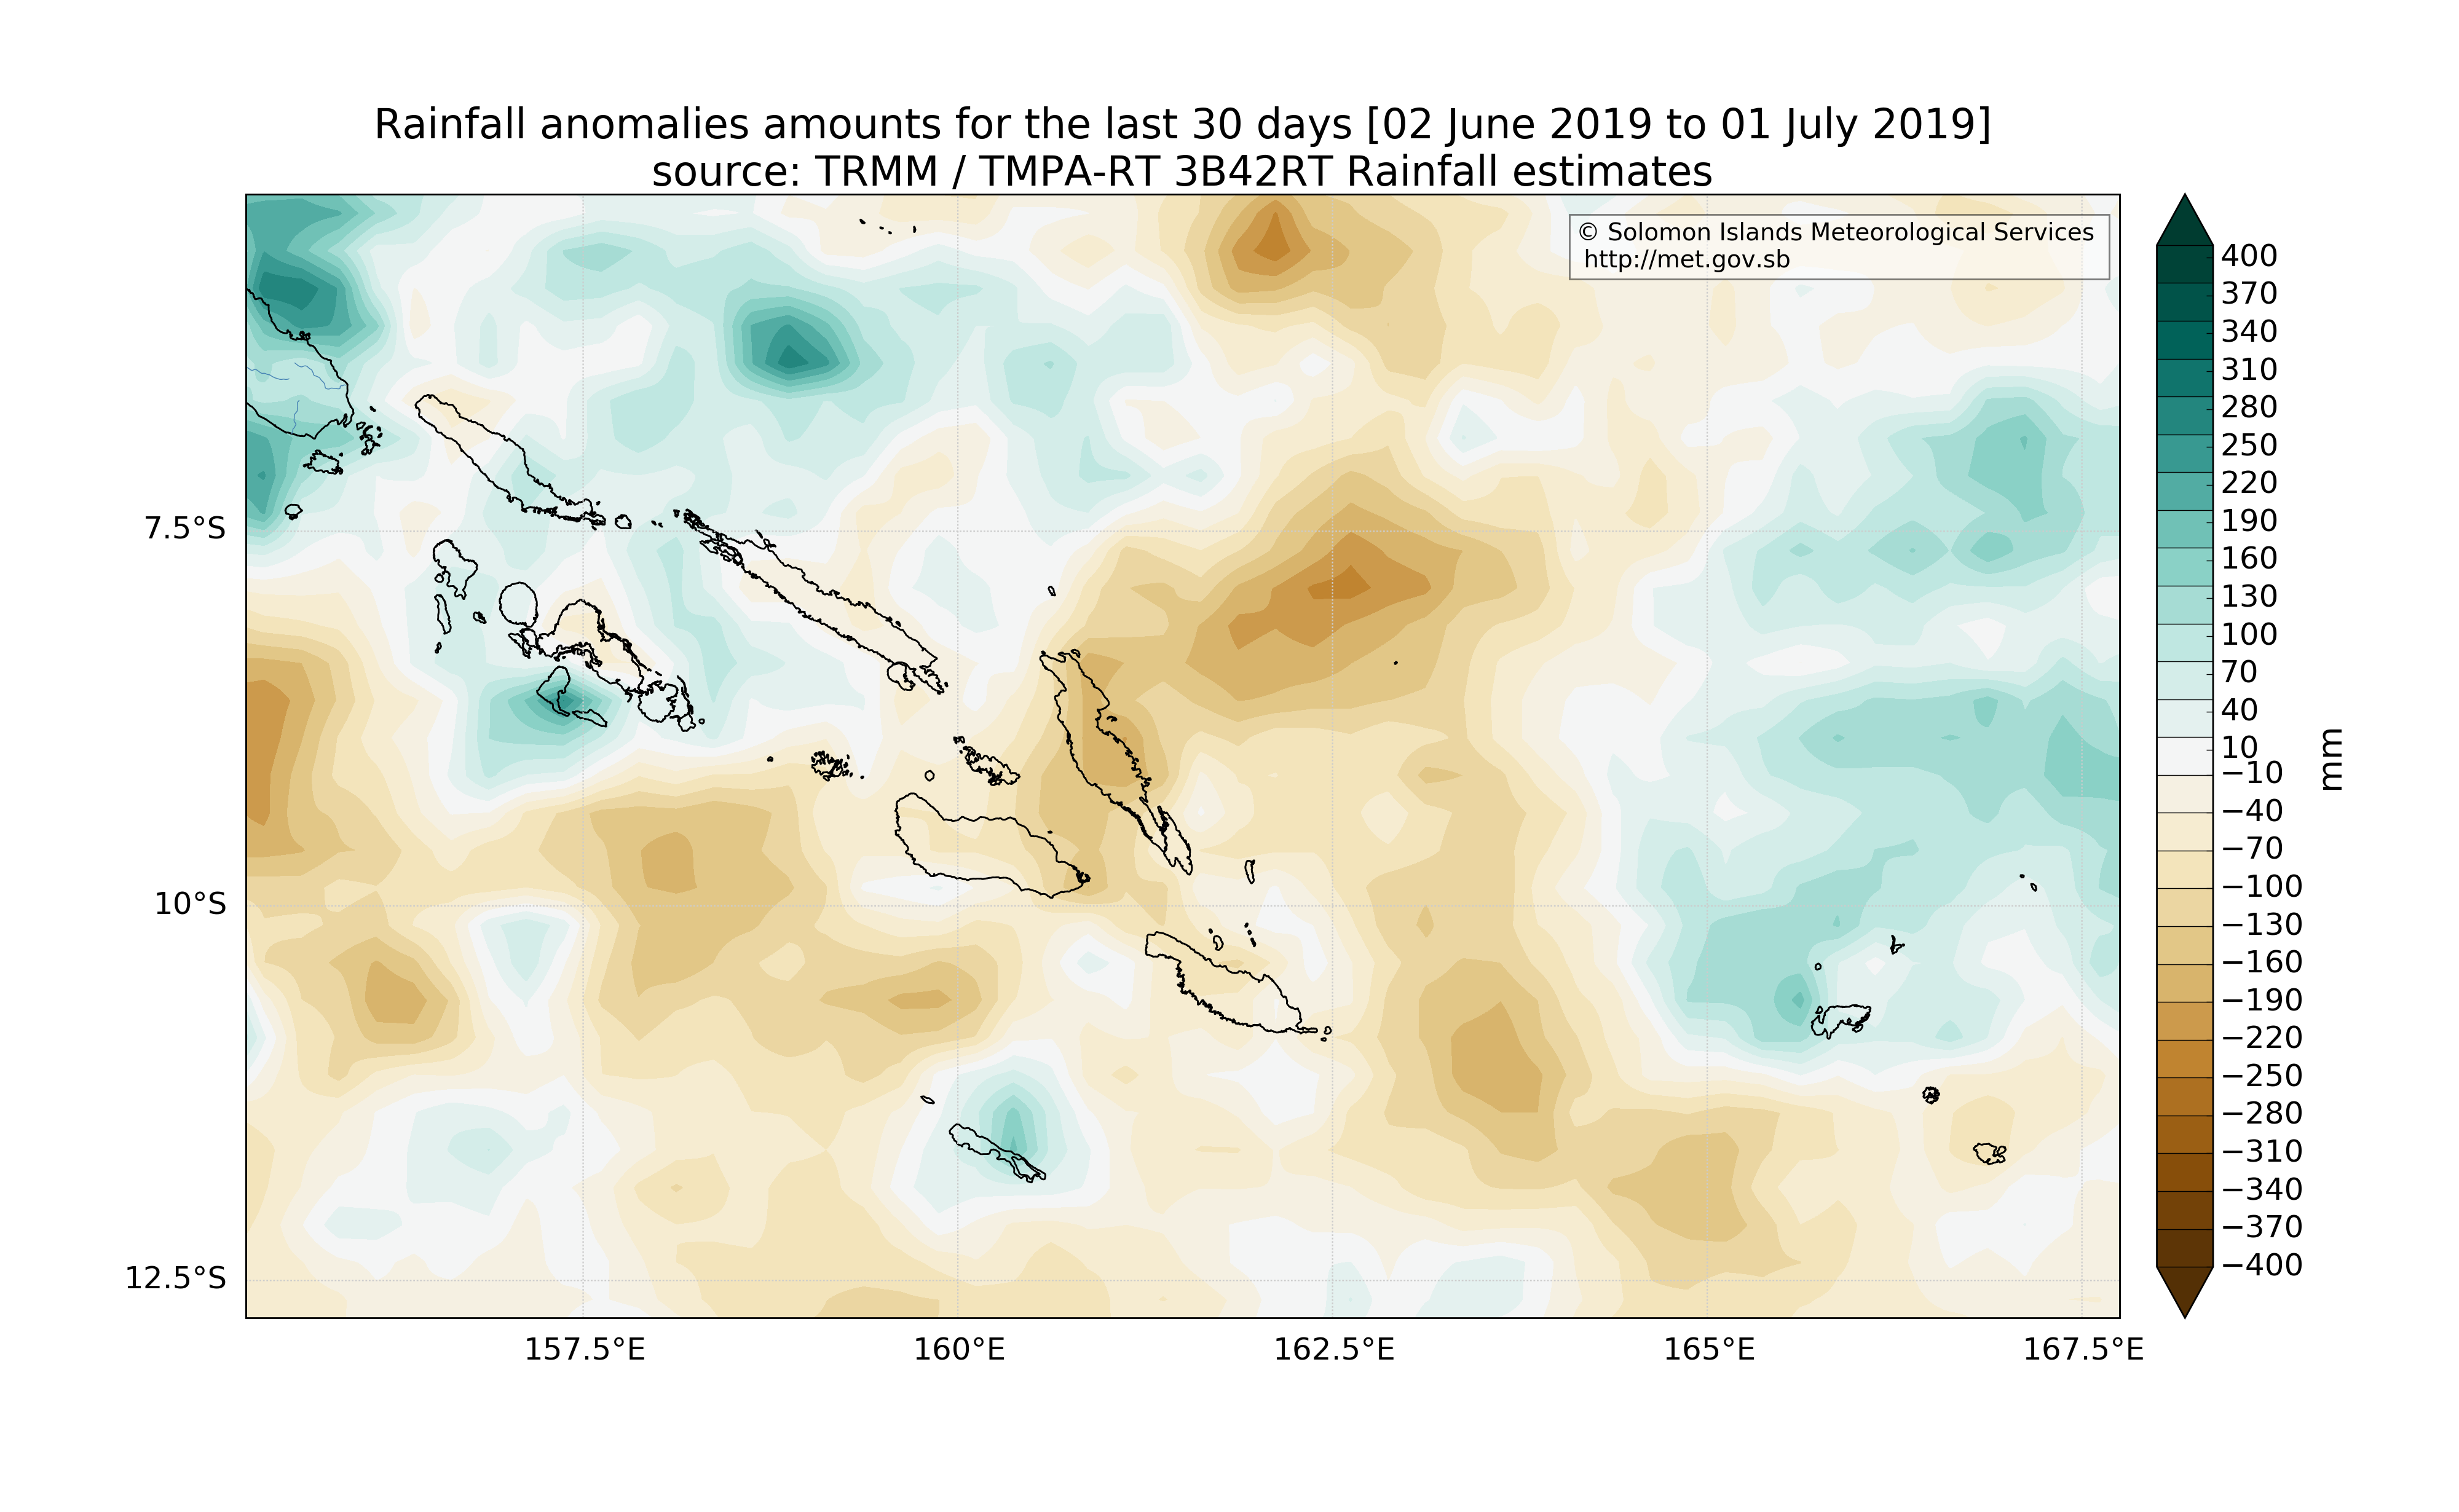 Rainfall anomalies amounts for the last 30 days [02 June 2019 to 01 July 2019]
source: TRMM / TMPA-RT 3B42RT Rainfall estimates
© Solomon Islands Meteorological Services
http://met.gov.sb
7.5°S
10°S
12.5°S
157.5°E
160°E
162.5°E
165°E
167.5°E
400
370
340
310
280
250
220
190
160
130
100
70
40
10
−10
−40
−70
−100
−130
−160
−190
−220
−250
−280
−310
−340
−370
−400
mm